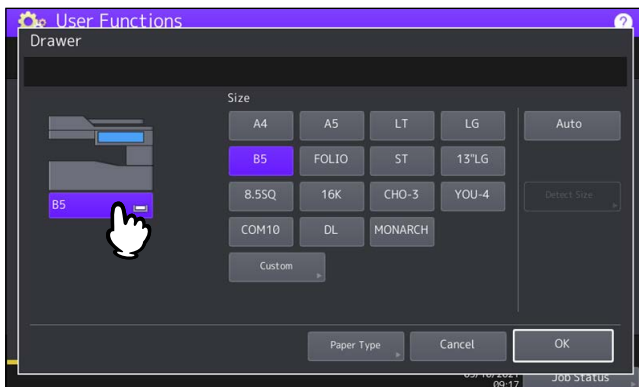 User Functions
?
Drawer
Size
A4 A5 LT LG Auto
B5 FOLIO ST 13"LG
8.5SQ 16K CHO-3 YOU-4 Detect Size
B5
COM10 DL MONARCH
Custom
Paper Type Cancel OK
09:17 Job Status